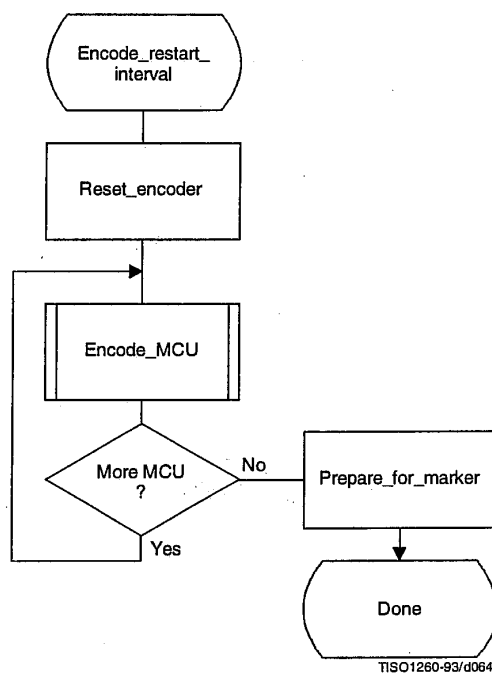 Encode_restart_
interval
Reset_encoder
Encode_MCU
More MCU
?
No
Yes
Prepare_for_marker
Done
TISO1260-93/d064